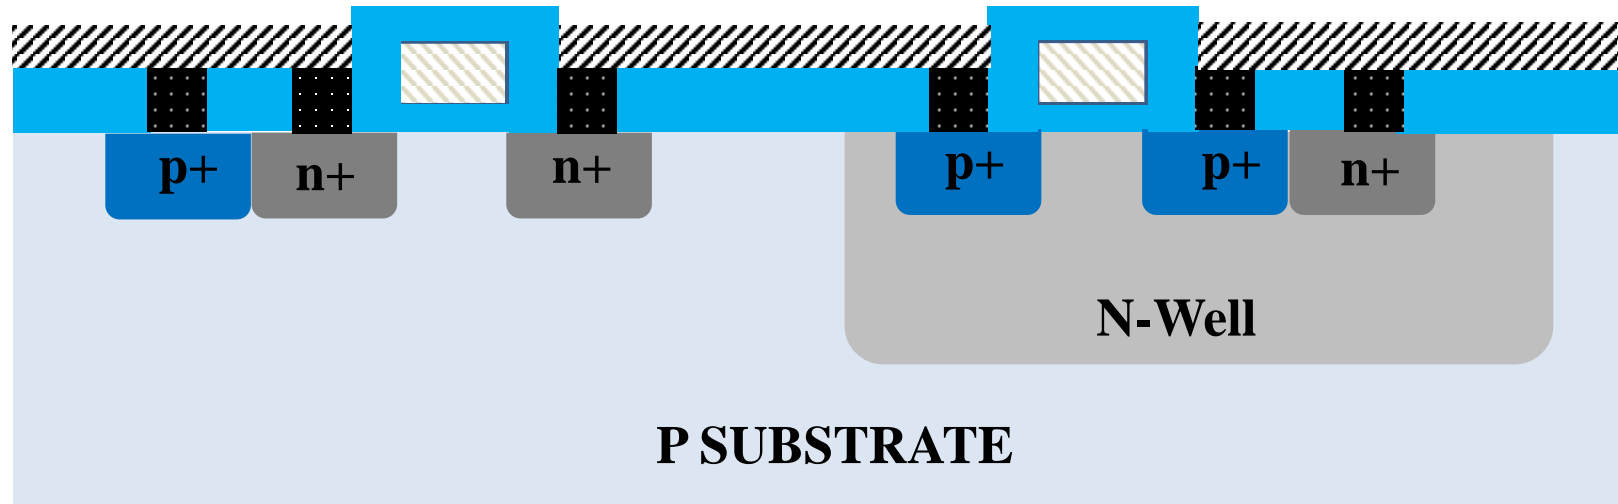 p+
n+
n+
p+
p+
n+
N-Well
P SUBSTRATE